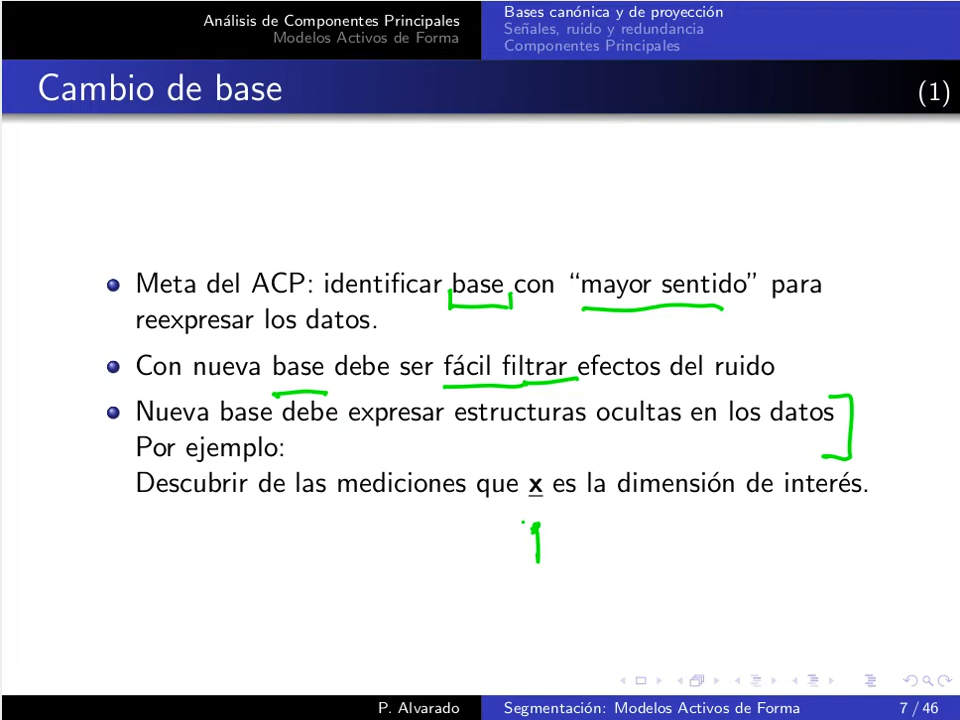 Análisis de Componentes Principales
Modelos Activos de Forma
Bases canónica y de proyección
Señales, ruido y redundancia
Componentes Principales
Cambio de base
(1)
Meta del ACP: identificar base con “mayor sentido” para
reexpresar los datos.
Con nueva base debe ser fácil filtrar efectos del ruido
Nueva base debe expresar estructuras ocultas en los datos
Por ejemplo:
Descubrir de las mediciones que x es la dimensión de interés.
P. Alvarado
Segmentación: Modelos Activos de Forma
7 / 46